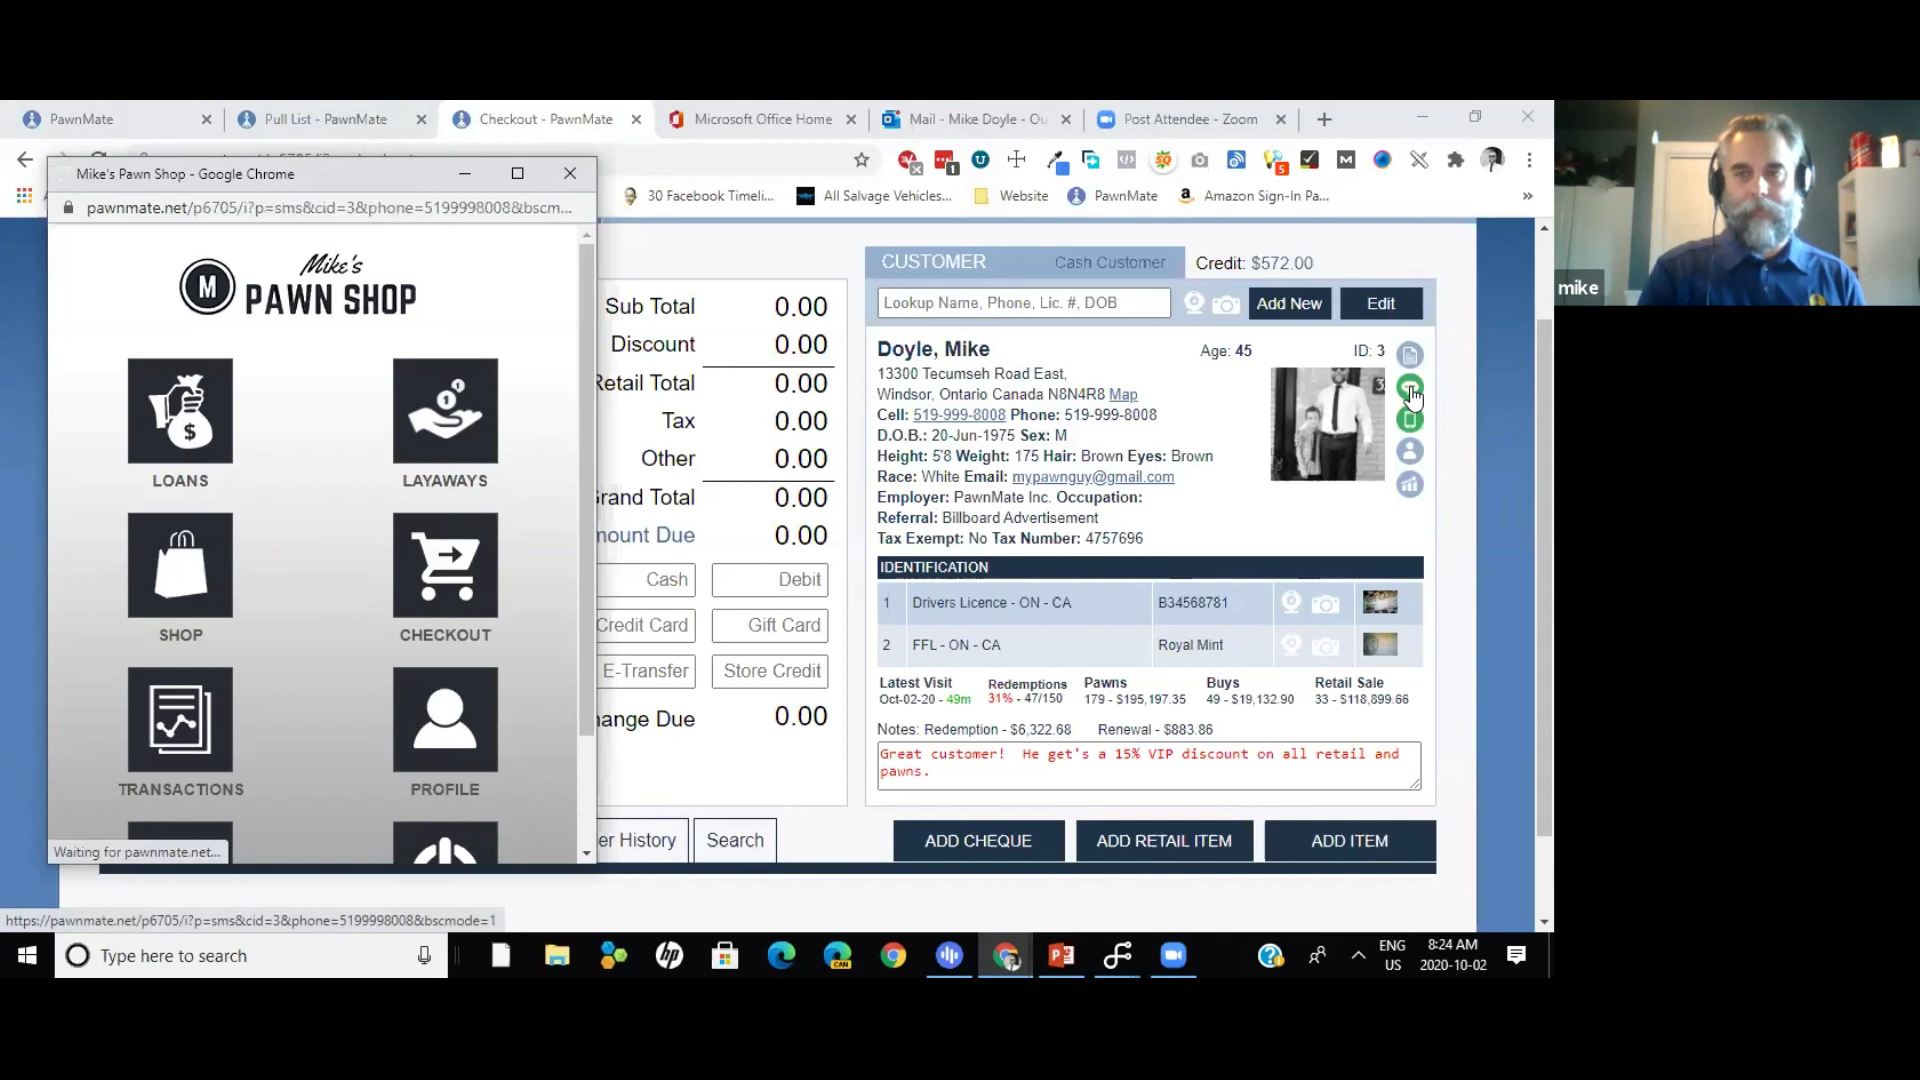 PawnMate
Pull List - PawnMate
Checkout - PawnMate
Microsoft Office Home
Mail - Mike Doyle - Ou
Post Attendee - Zoom
Mike's Pawn Shop - Google Chrome
pawnmate.net/p6705/i?p=sms&cid=3&phone=5199998008&bscm...
30 Facebook Timeli...
All Salvage Vehicles...
Website
PawnMate
Amazon Sign-In Pa...
M Mike's
PAWN SHOP
LOANS
LAYAWAYS
SHOP
CHECKOUT
TRANSACTIONS
PROFILE
Waiting for pawnmate.net...
https://pawnmate.net/p6705/i?p=sms&cid=3&phone=5199998008&bscmode=1
Sub Total 0.00
Discount 0.00
Retail Total 0.00
Tax 0.00
Other 0.00
Grand Total 0.00
mount Due 0.00
Cash Debit
Credit Card Gift Card
E-Transfer Store Credit
hange Due 0.00
er History Search
CUSTOMER Cash Customer Credit: $572.00
Lookup Name, Phone, Lic. #, DOB Add New Edit
Doyle, Mike Age: 45 ID: 3
13300 Tecumseh Road East,
Windsor, Ontario Canada N8N4R8 Map
Cell: 519-999-8008 Phone: 519-999-8008
D.O.B.: 20-Jun-1975 Sex: M
Height: 5'8 Weight: 175 Hair: Brown Eyes: Brown
Race: White Email: mypawnguy@gmail.com
Employer: PawnMate Inc. Occupation:
Referral: Billboard Advertisement
Tax Exempt: No Tax Number: 4757696
IDENTIFICATION
1 Drivers Licence - ON - CA B34568781
2 FFL - ON - CA Royal Mint
Latest Visit Redemptions Pawns Buys Retail Sale
Oct-02-20 - 49m 31% - 47/150 179 - $195,197.35 49 - $19,132.90 33 - $118,899.66
Notes: Redemption - $6,322.68 Renewal - $883.86
Great customer! He get's a 15% VIP discount on all retail and
pawns.
ADD CHEQUE ADD RETAIL ITEM ADD ITEM
mike
Type here to search
ENG
US
8:24 AM
2020-10-02